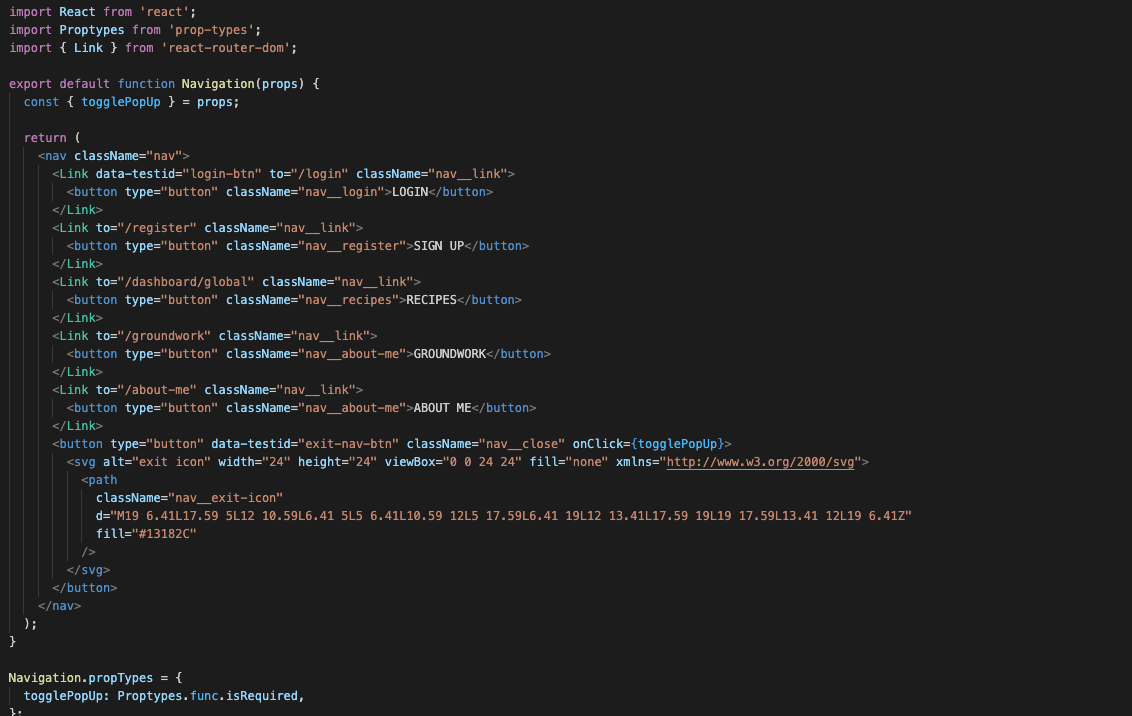 import React from 'react';
import Proptypes from 'prop-types';
import { Link } from 'react-router-dom';
export default function Navigation(props) {
const { togglePopUp } = props;
return (
<nav className="nav">
<Link data-testid="login-btn" to="/login" className="nav__link">
<button type="button" className="nav__login">LOGIN</button>
</Link>
<Link to="/register" className="nav__link">
<button type="button" className="nav__register">SIGN UP</button>
</Link>
<Link to="/dashboard/global" className="nav__link">
<button type="button" className="nav__recipes">RECIPES</button>
</Link>
<Link to="/groundwork" className="nav__link">
<button type="button" className="nav__about-me">GROUNDWORK</button>
</Link>
<Link to="/about-me" className="nav__link">
<button type="button" className="nav__about-me">ABOUT ME</button>
</Link>
<button type="button" data-testid="exit-nav-btn" className="nav__close" onClick={togglePopUp}>
<svg alt="exit icon" width="24" height="24" viewBox="0 0 24 24" fill="none" xmlns="http://www.w3.org/2000/svg">
<path
className="nav__exit-icon"
d="M19 6.41L17.59 5L12 10.59L6.41 5L5 6.41L10.59 12L5 17.59L6.41 19L12 13.41L17.59 19L19 17.59L13.41 12L19 6.41Z"
fill="#13182C"
/>
</svg>
</button>
</nav>
);
}
Navigation.propTypes = {
togglePopUp: Proptypes.func.isRequired,
};